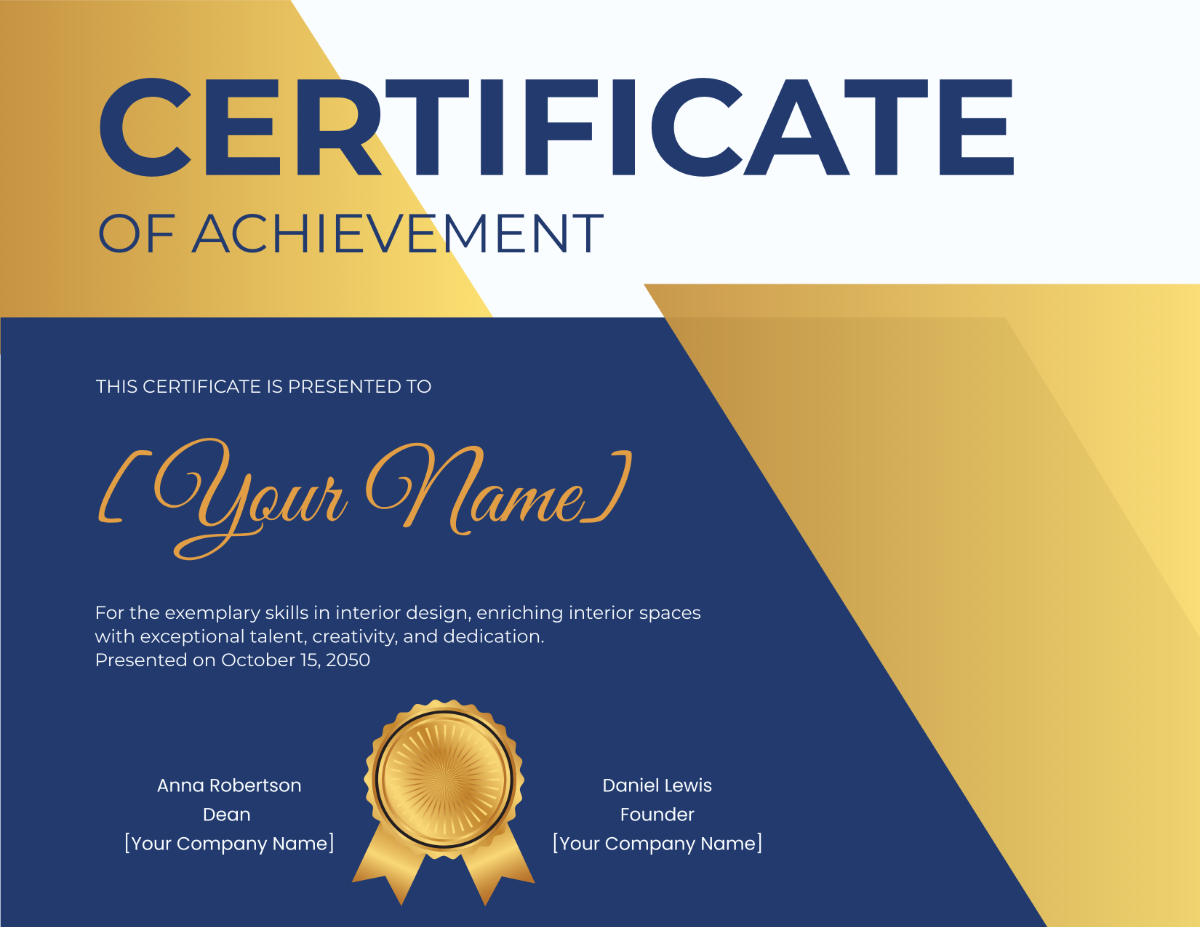 CERTIFICATE
OF ACHIEVEMENT
THIS CERTIFICATE IS PRESENTED TO
[Your Name]
For the exemplary skills in interior design, enriching interior spaces
with exceptional talent, creativity, and dedication.
Presented on October 15, 2050
Anna Robertson
Dean
[Your Company Name]
Daniel Lewis
Founder
[Your Company Name]